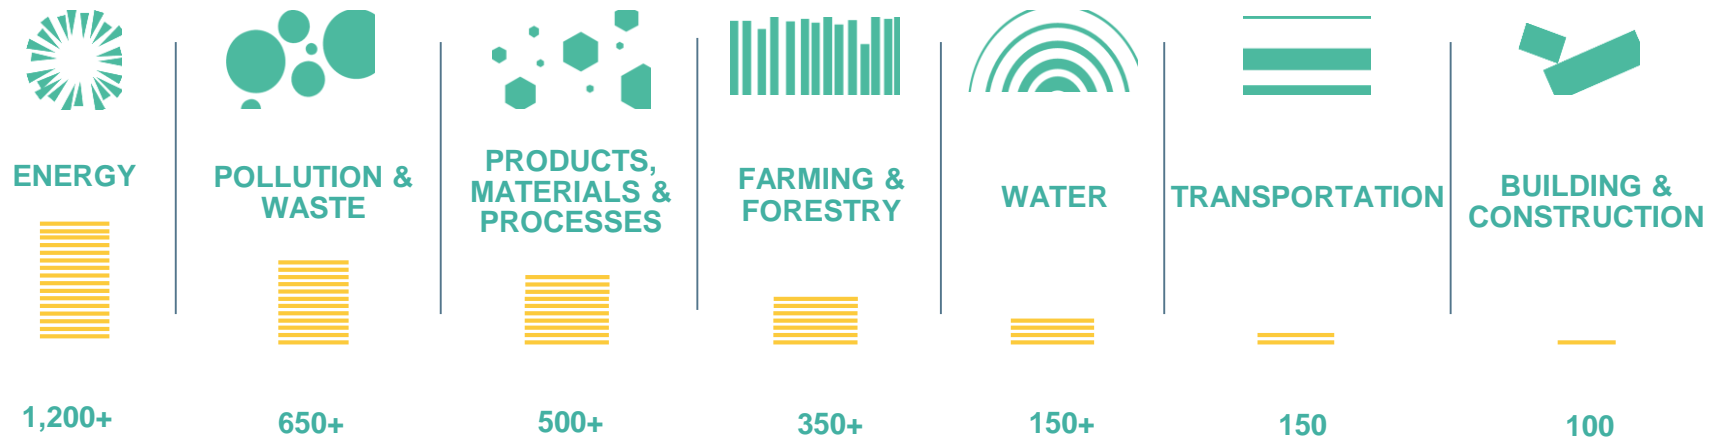 ENERGY
POLLUTION &
WASTE
PRODUCTS,
MATERIALS &
PROCESSES
FARMING &
FORESTRY
WATER
TRANSPORTATION
BUILDING &
CONSTRUCTION
1,200+
650+
500+
350+
150+
150
100